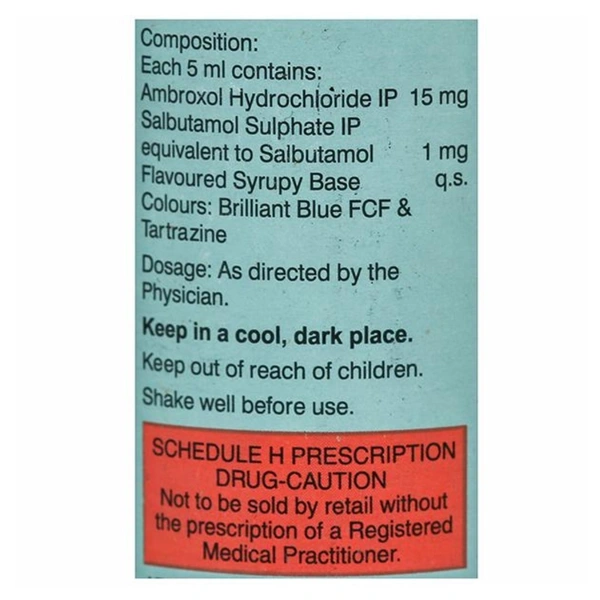 Composition:
Each 5 ml contains:
Ambroxol Hydrochloride IP 15 mg
Salbutamol Sulphate IP
equivalent to Salbutamol 1 mg
Flavoured Syrupy Base q.s.
Colours: Brilliant Blue FCF &
Tartrazine
Dosage: As directed by the
Physician.
Keep in a cool, dark place.
Keep out of reach of children.
Shake well before use.
SCHEDULE H PRESCRIPTION
DRUG-CAUTION
Not to be sold by retail without
the prescription of a Registered
Medical Practitioner.